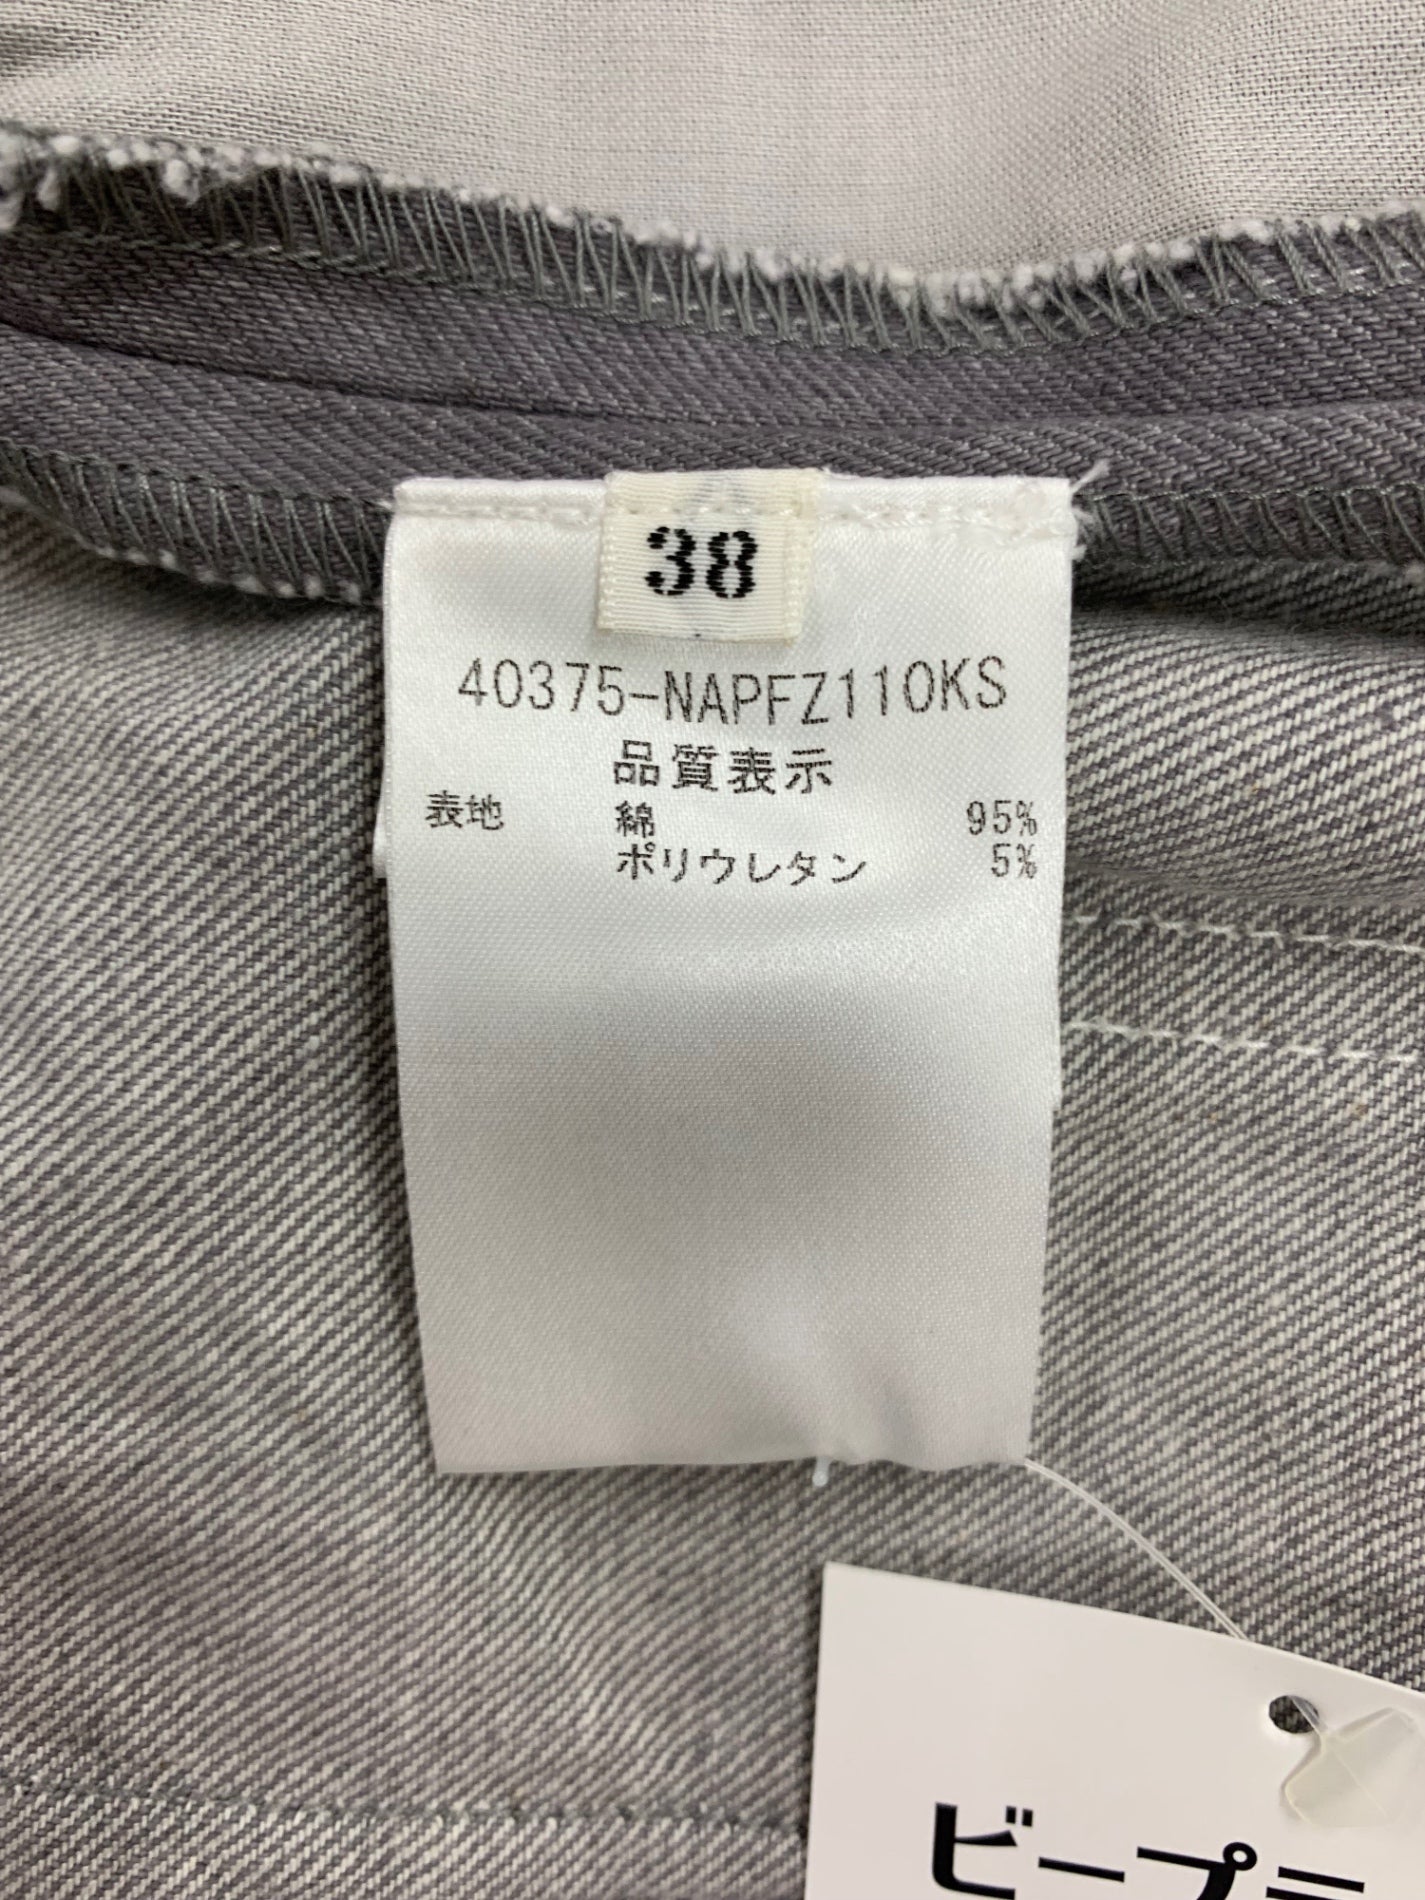 38
40375-NAPFZ110KS
品質表示
表地 綿 95%
ポリウレタン 5%
ビープラ